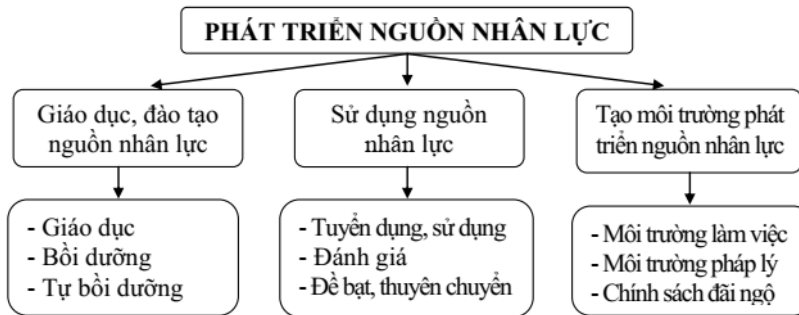 PHÁT TRIỂN NGUỒN NHÂN LỰC
Giáo dục, đào tạo
nguồn nhân lực
Sử dụng nguồn
nhân lực
Tạo môi trường phát
triển nguồn nhân lực
- Giáo dục
- Bồi dưỡng
- Tự bồi dưỡng
- Tuyển dụng, sử dụng
- Đánh giá
- Đề bạt, thuyên chuyển
- Môi trường làm việc
- Môi trường pháp lý
- Chính sách đãi ngộ